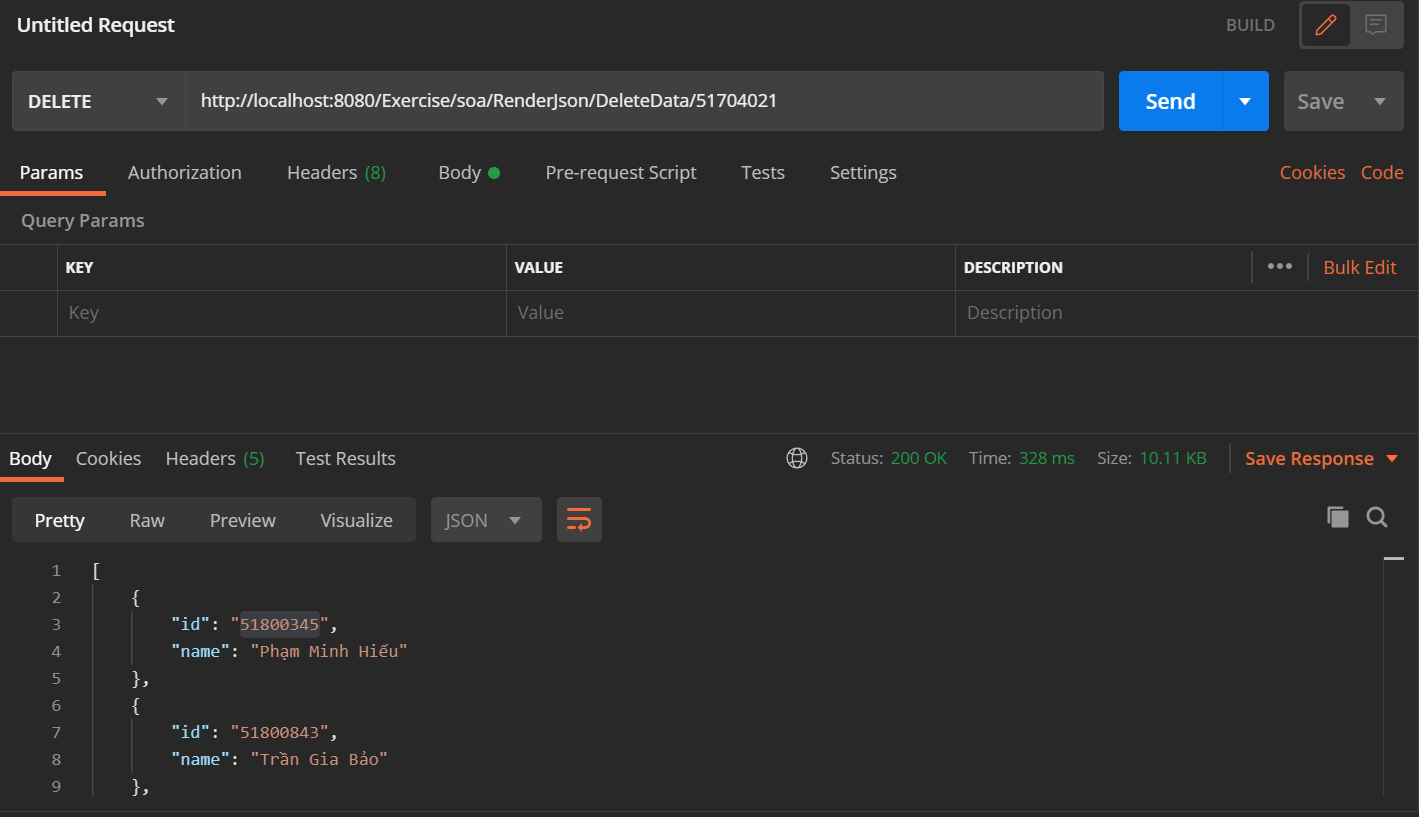 Untitled Request
BUILD
DELETE http://localhost:8080/Exercise/soa/RenderJson/DeleteData/51704021 Send Save
Params Authorization Headers (8) Body Pre-request Script Tests Settings Cookies Code
Query Params
KEY VALUE DESCRIPTION ••• Bulk Edit
Key Value Description
Body Cookies Headers (5) Test Results Status: 200 OK Time: 328 ms Size: 10.11 KB Save Response
Pretty Raw Preview Visualize JSON
1 [
2 {
3 "id": "51800345",
4 "name": "Phạm Minh Hiếu"
5 },
6 {
7 "id": "51800843",
8 "name": "Trần Gia Bảo"
9 },